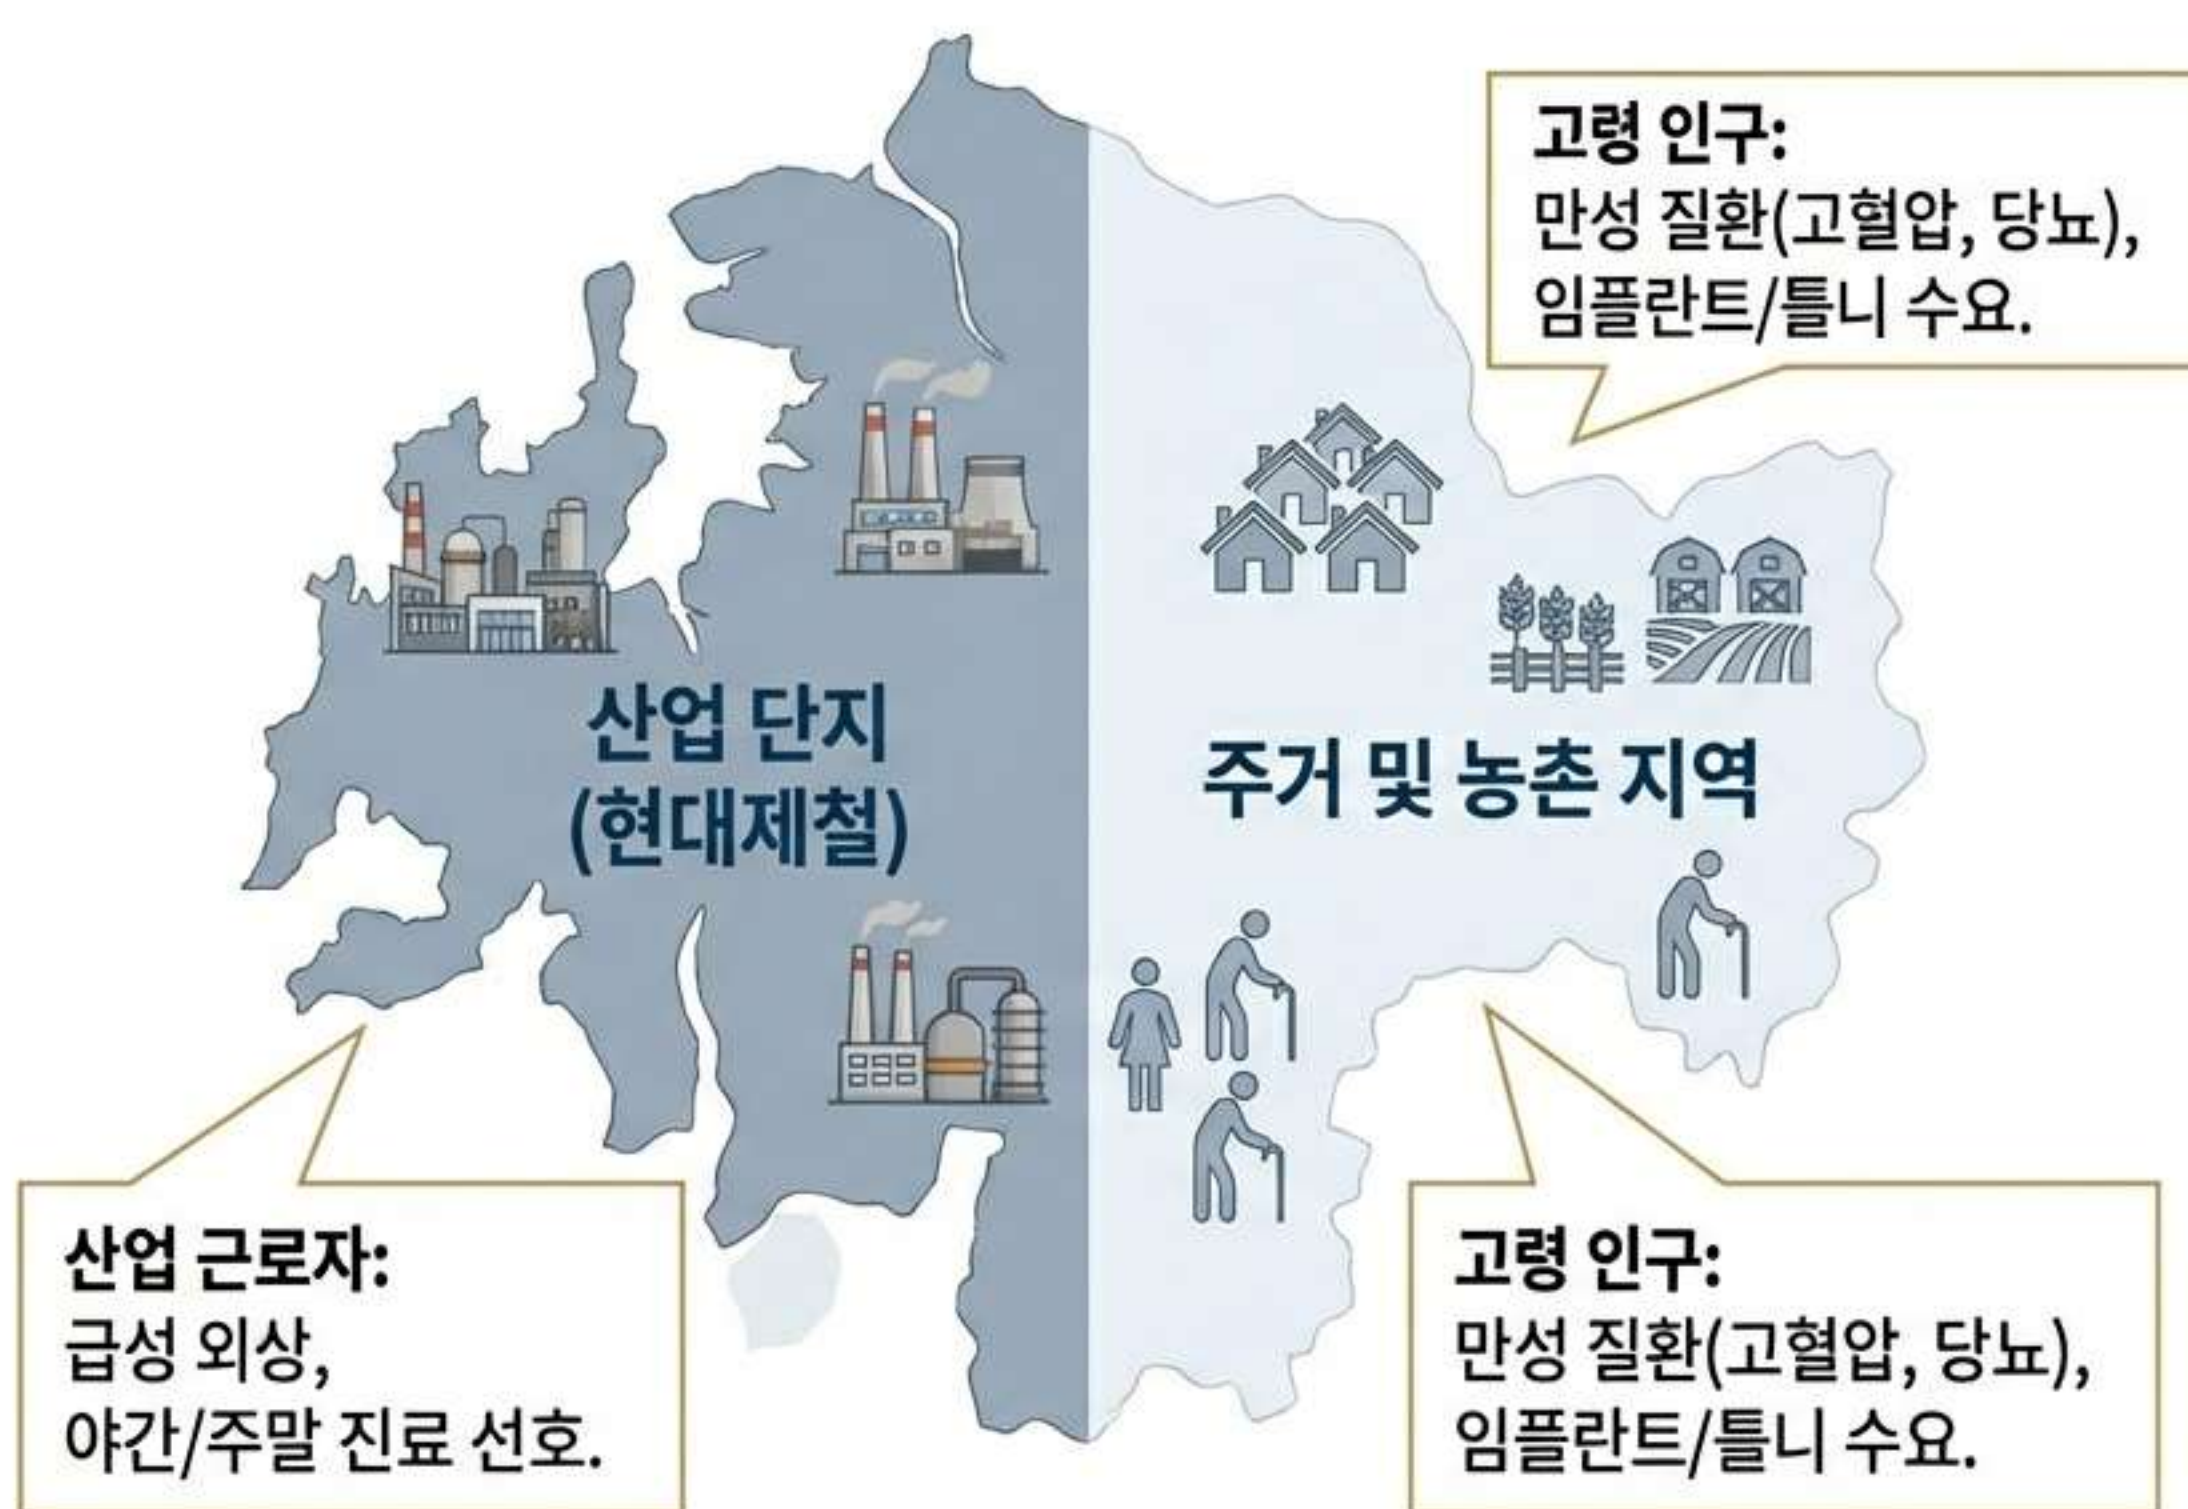 고령 인구:
만성 질환(고혈압, 당뇨),
임플란트/틀니 수요.
산업 단지
(현대제철)
주거 및 농촌 지역
산업 근로자:
급성 외상,
야간/주말 진료 선호.
고령 인구:
만성 질환(고혈압, 당뇨),
임플란트/틀니 수요.